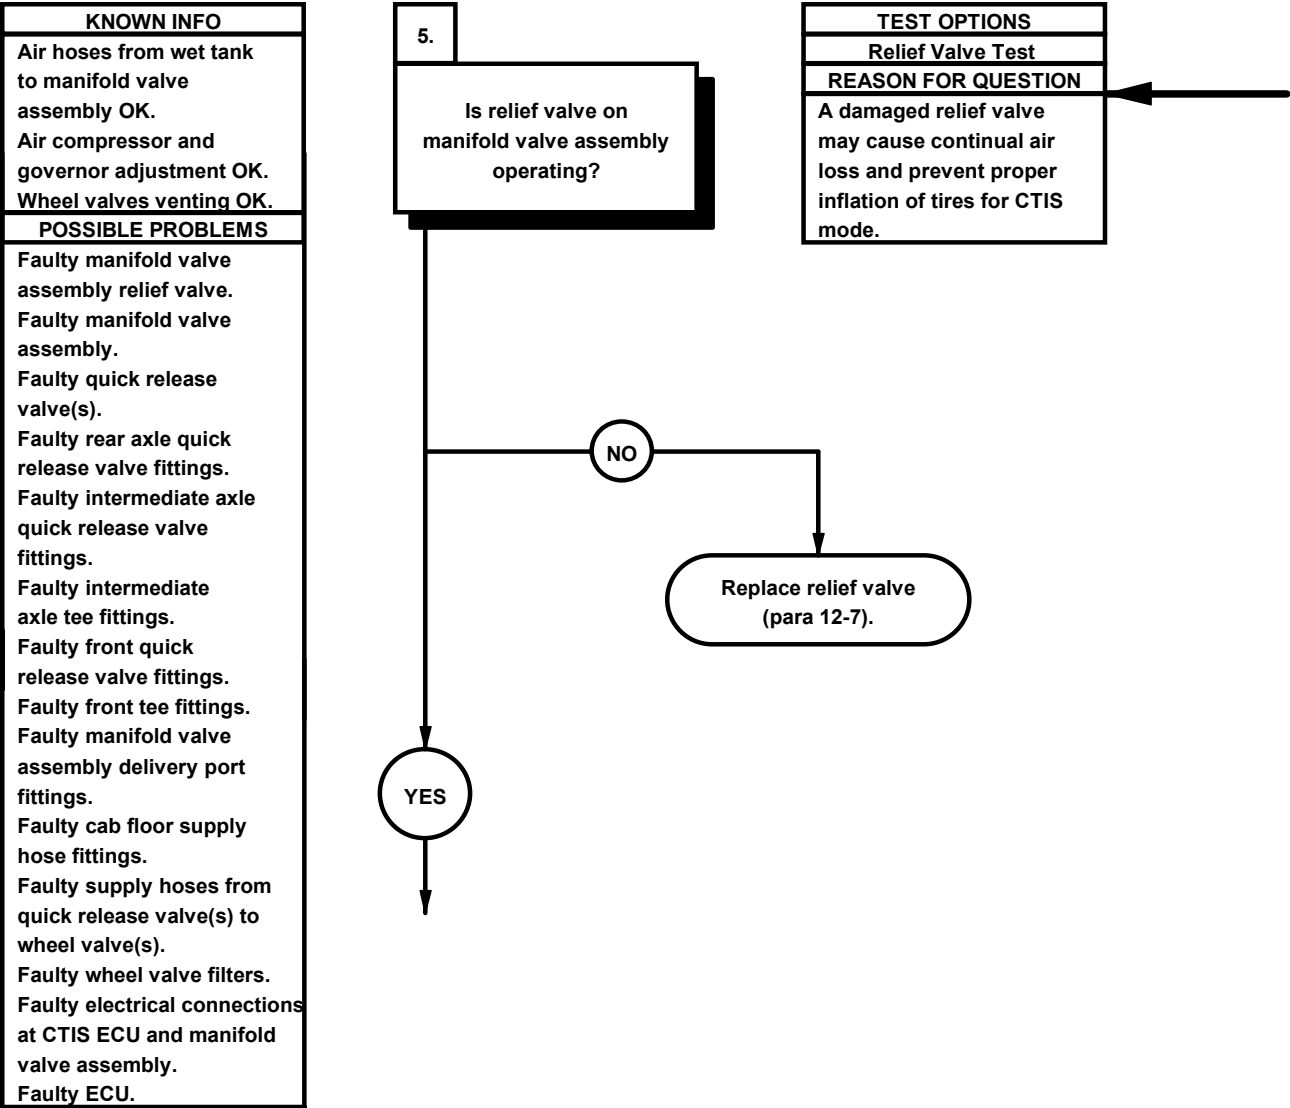 KNOWN INFO
Air hoses from wet tank
to manifold valve
assembly OK.
Air compressor and
governor adjustment OK.
Wheel valves venting OK.
POSSIBLE PROBLEMS
Faulty manifold valve
assembly relief valve.
Faulty manifold valve
assembly.
Faulty quick release
valve(s).
Faulty rear axle quick
release valve fittings.
Faulty intermediate axle
quick release valve
fittings.
Faulty intermediate
axle tee fittings.
Faulty front quick
release valve fittings.
Faulty front tee fittings.
Faulty manifold valve
assembly delivery port
fittings.
Faulty cab floor supply
hose fittings.
Faulty supply hoses from
quick release valve(s) to
wheel valve(s).
Faulty wheel valve filters.
Faulty electrical connections
at CTIS ECU and manifold
valve assembly.
Faulty ECU.
5.
Is relief valve on
manifold valve assembly
operating?
NO
Replace relief valve
(para 12-7).
YES
TEST OPTIONS
Relief Valve Test
REASON FOR QUESTION
A damaged relief valve
may cause continual air
loss and prevent proper
inflation of tires for CTIS
mode.